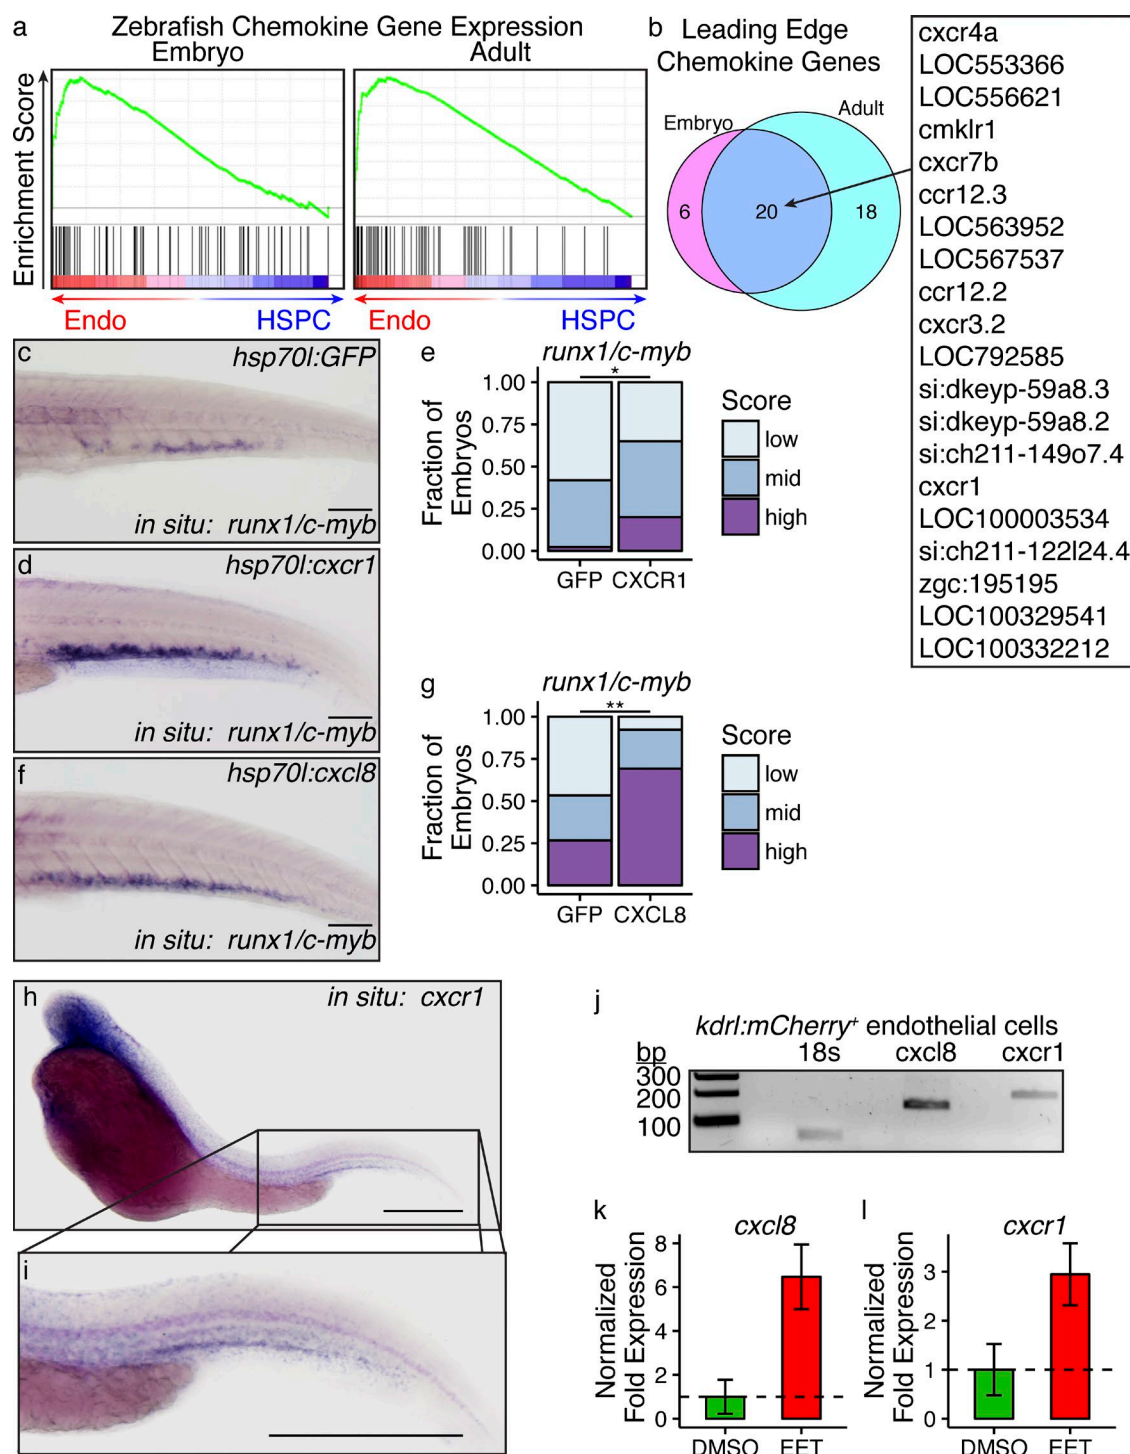 a
Zebrafish Chemokine Gene Expression
Embryo
Adult
Enrichment Score
Endo
HSPC
Endo
HSPC
b
Leading Edge
Chemokine Genes
Embryo
Adult
6
20
18
cxcr4a
LOC553366
LOC556621
cmklr1
cxcr7b
ccr12.3
LOC563952
LOC567537
ccr12.2
cxcr3.2
LOC792585
si:dkeyp-59a8.3
si:dkeyp-59a8.2
si:ch211-149o7.4
cxcr1
LOC100003534
si:ch211-122l24.4
zgc:195195
LOC100329541
LOC100332212
c
hsp70l:GFP
in situ: runx1/c-myb
d
hsp70l:cxcr1
in situ: runx1/c-myb
f
hsp70l:cxcl8
in situ: runx1/c-myb
e
runx1/c-myb
*
Fraction of
Embryos
1.00
0.75
0.50
0.25
0.00
GFP CXCR1
Score
low
mid
high
g
runx1/c-myb
**
Fraction of
Embryos
1.00
0.75
0.50
0.25
0.00
GFP CXCL8
Score
low
mid
high
h
in situ: cxcr1
i
j
kdrl:mCherry+ endothelial cells
bp 18s cxcl8 cxcr1
300
200
100
k
cxcl8
Normalized
Fold Expression
8
6
4
2
0
DMSO EET
l
cxcr1
Normalized
Fold Expression
3
2
1
0
DMSO EET